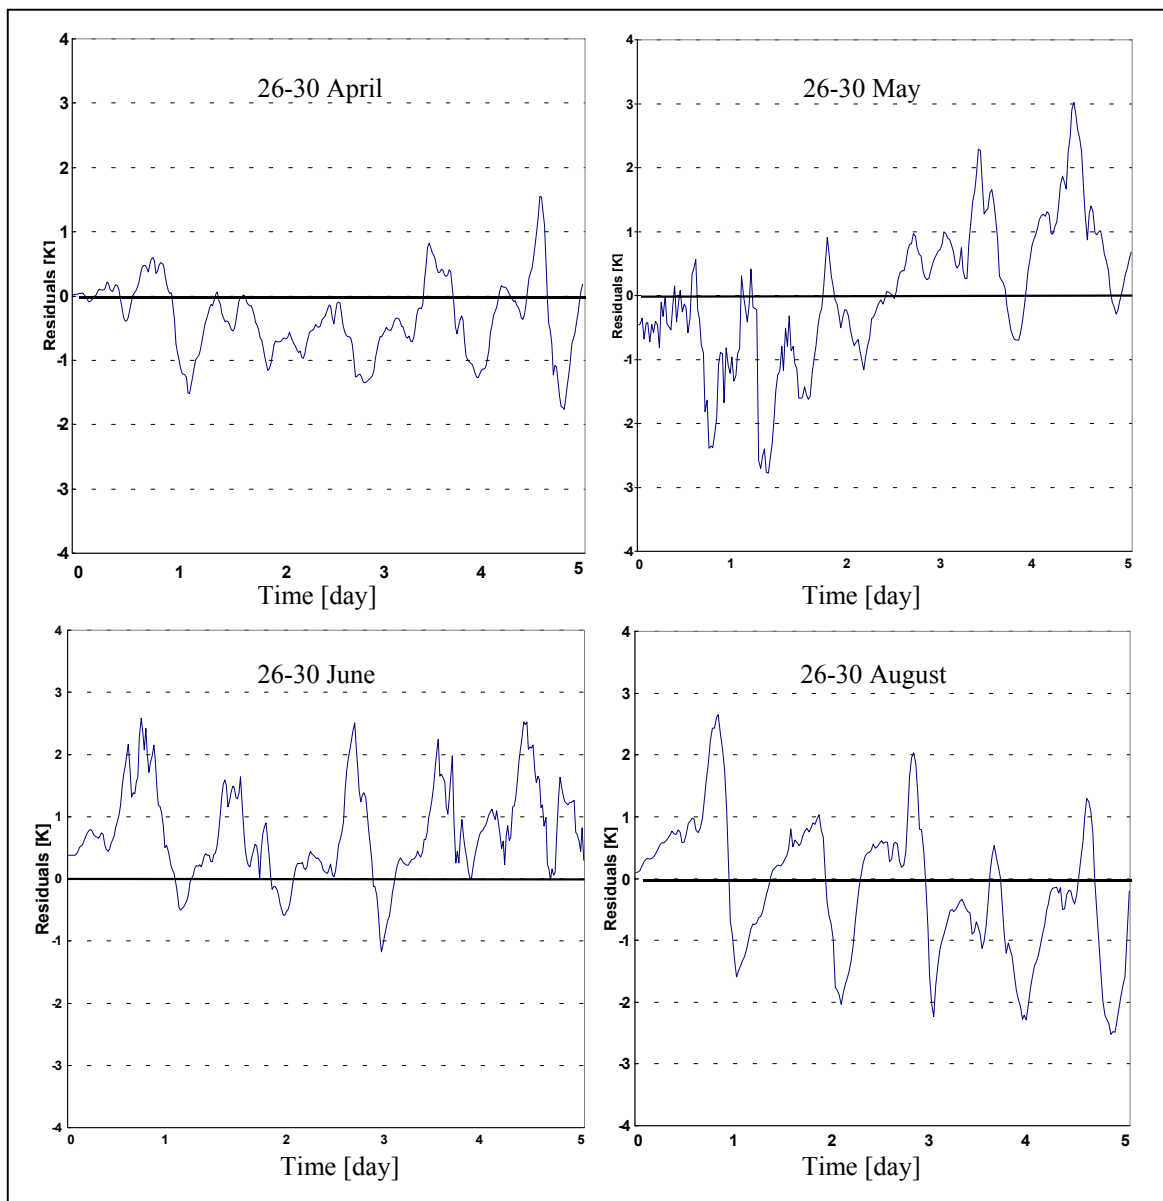 26-30 April
Residuals [K]
4
3
2
1
0
-1
-2
-3
-4
0 1 2 3 4 5
Time [day]
26-30 May
Residuals [K]
4
3
2
1
0
-1
-2
-3
-4
0 1 2 3 4 5
Time [day]
26-30 June
Residuals [K]
4
3
2
1
0
-1
-2
-3
-4
0 1 2 3 4 5
Time [day]
26-30 August
Residuals [K]
4
3
2
1
0
-1
-2
-3
-4
0 1 2 3 4 5
Time [day]